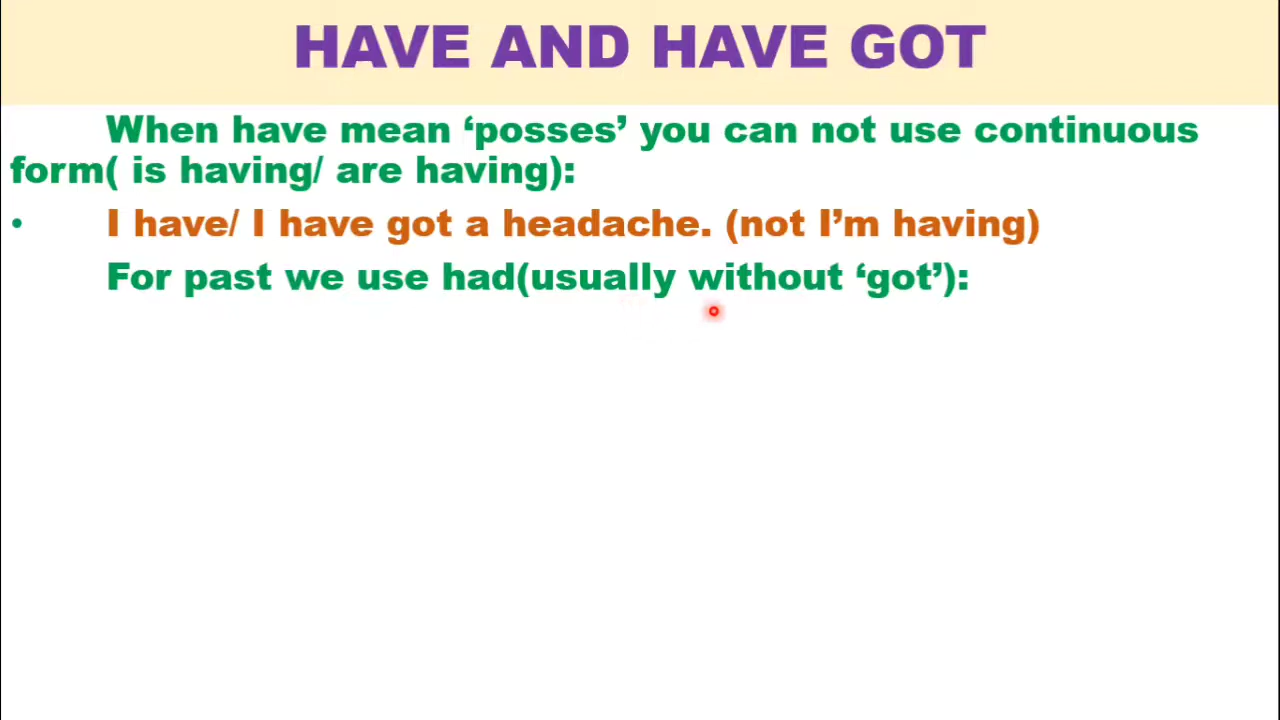 HAVE AND HAVE GOT
When have mean ‘posses’ you can not use continuous
form( is having/ are having):
• I have/ I have got a headache. (not I’m having)
For past we use had(usually without ‘got’):